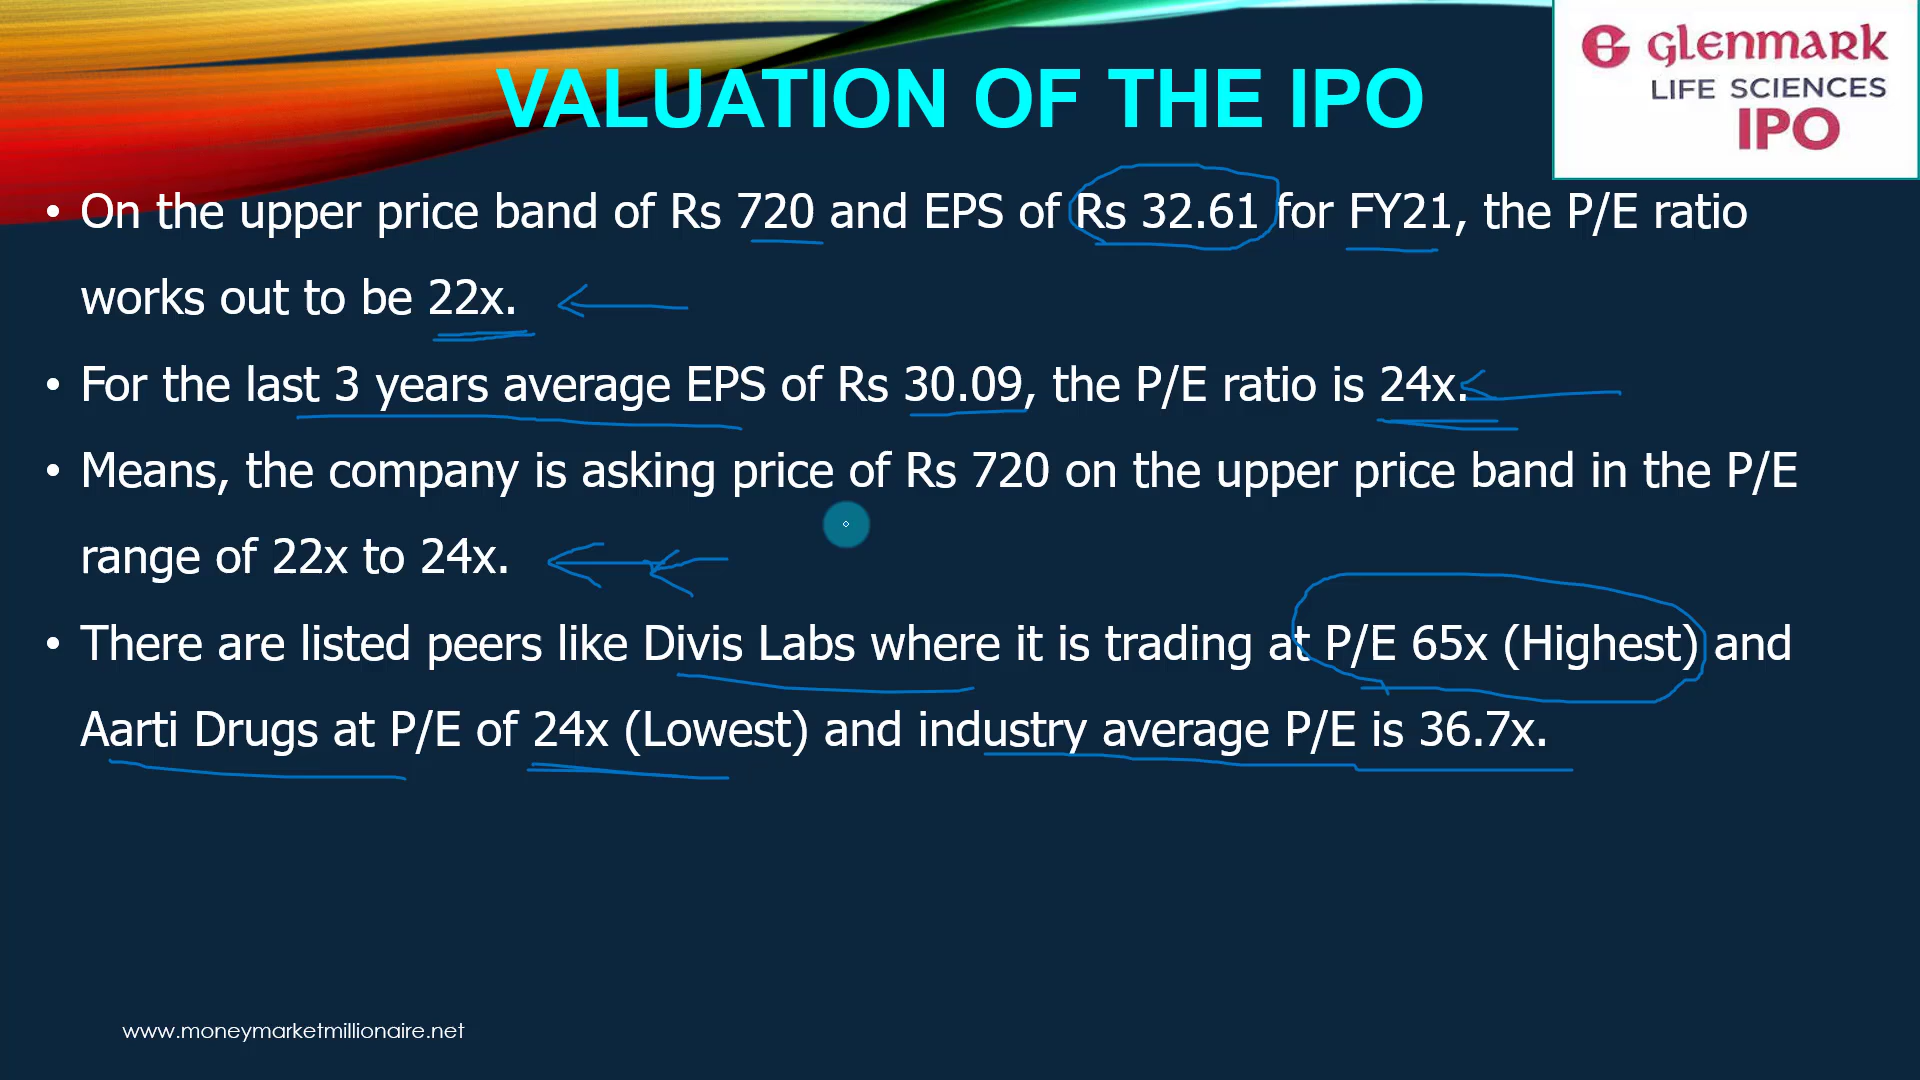 VALUATION OF THE IPO
Glenmark
LIFE SCIENCES
IPO
• On the upper price band of Rs 720 and EPS of Rs 32.61 for FY21, the P/E ratio
works out to be 22x.
• For the last 3 years average EPS of Rs 30.09, the P/E ratio is 24x.
• Means, the company is asking price of Rs 720 on the upper price band in the P/E
range of 22x to 24x.
• There are listed peers like Divis Labs where it is trading at P/E 65x (Highest) and
Aarti Drugs at P/E of 24x (Lowest) and industry average P/E is 36.7x.
www.moneymarketmillionaire.net